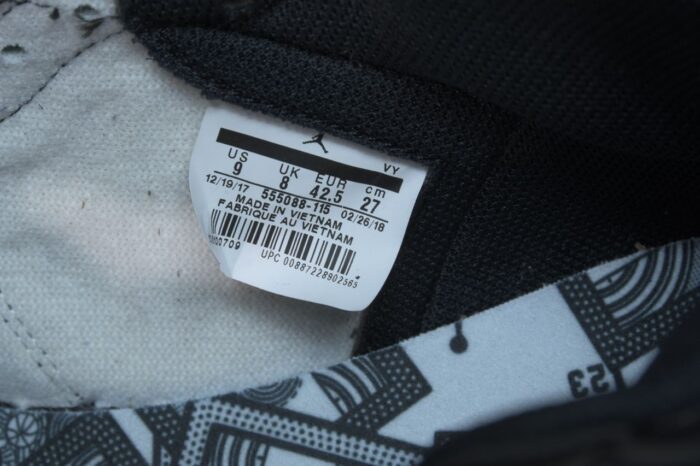 VY
US UK EUR cm
9 8 42.5 27
12/19/17 555088-115 02/26/18
MADE IN VIETNAM
FABRIQUE AU VIETNAM
UPC 00887228902565
23